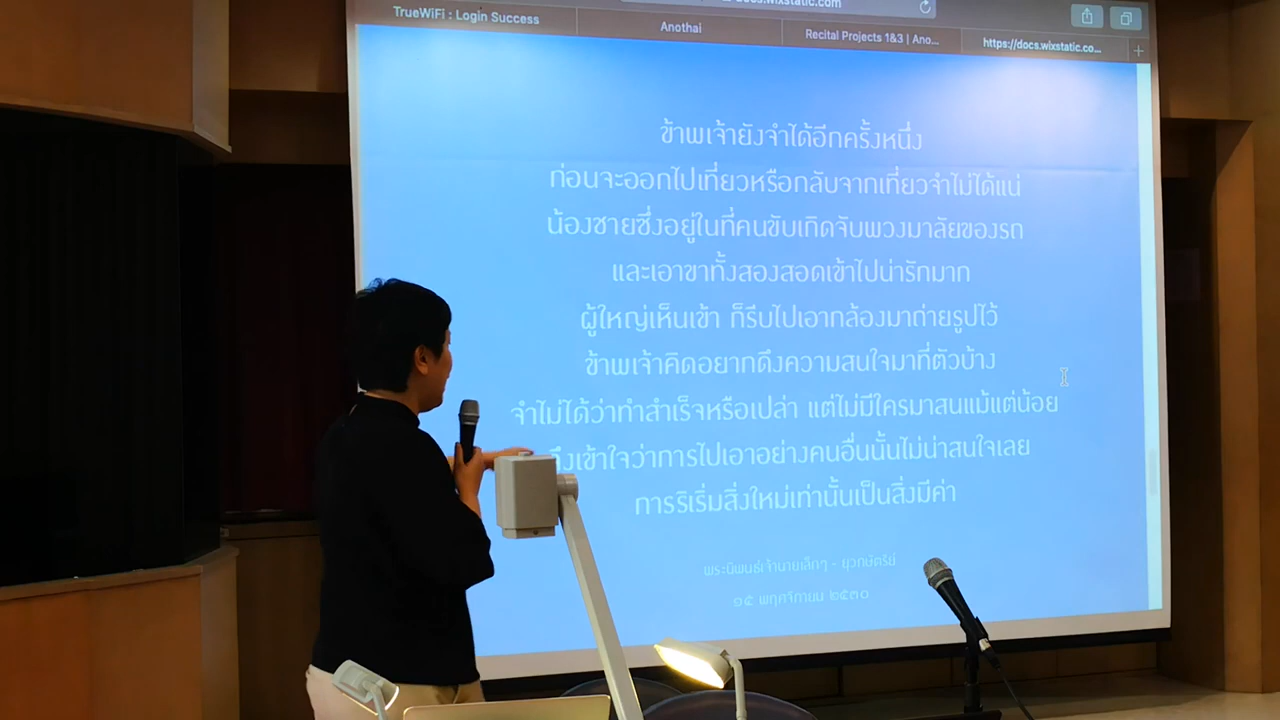 docs.wixstatic.com
TrueWiFi : Login Success
Anothai
Recital Projects 1&3 | Ano...
https://docs.wixstatic.co...
ข้าพเจ้ายังจำได้อีกครั้งหนึ่ง
ก่อนจะออกไปเที่ยวหรือกลับจากเที่ยวจำไม่ได้แน่
น้องชายซึ่งอยู่ในที่คนขับเกิดจับพวงมาลัยของรถ
และเอาขาทั้งสองสอดเข้าไปน่ารักมาก
ผู้ใหญ่เห็นเข้า ก็รีบไปเอากล้องมาถ่ายรูปไว้
ข้าพเจ้าคิดอยากดึงความสนใจมาที่ตัวบ้าง
จำไม่ได้ว่าทำสำเร็จหรือเปล่า แต่ไม่มีใครมาสนแม้แต่น้อย
เข้าใจว่าการไปเอาอย่างคนอื่นนั้นไม่น่าสนใจเลย
การริเริ่มสิ่งใหม่เท่านั้นเป็นสิ่งมีค่า
พระนิพนธ์เจ้านายเล็กๆ - ยุวกษัตริย์
๑๕ พฤศจิกายน ๒๕๓๐